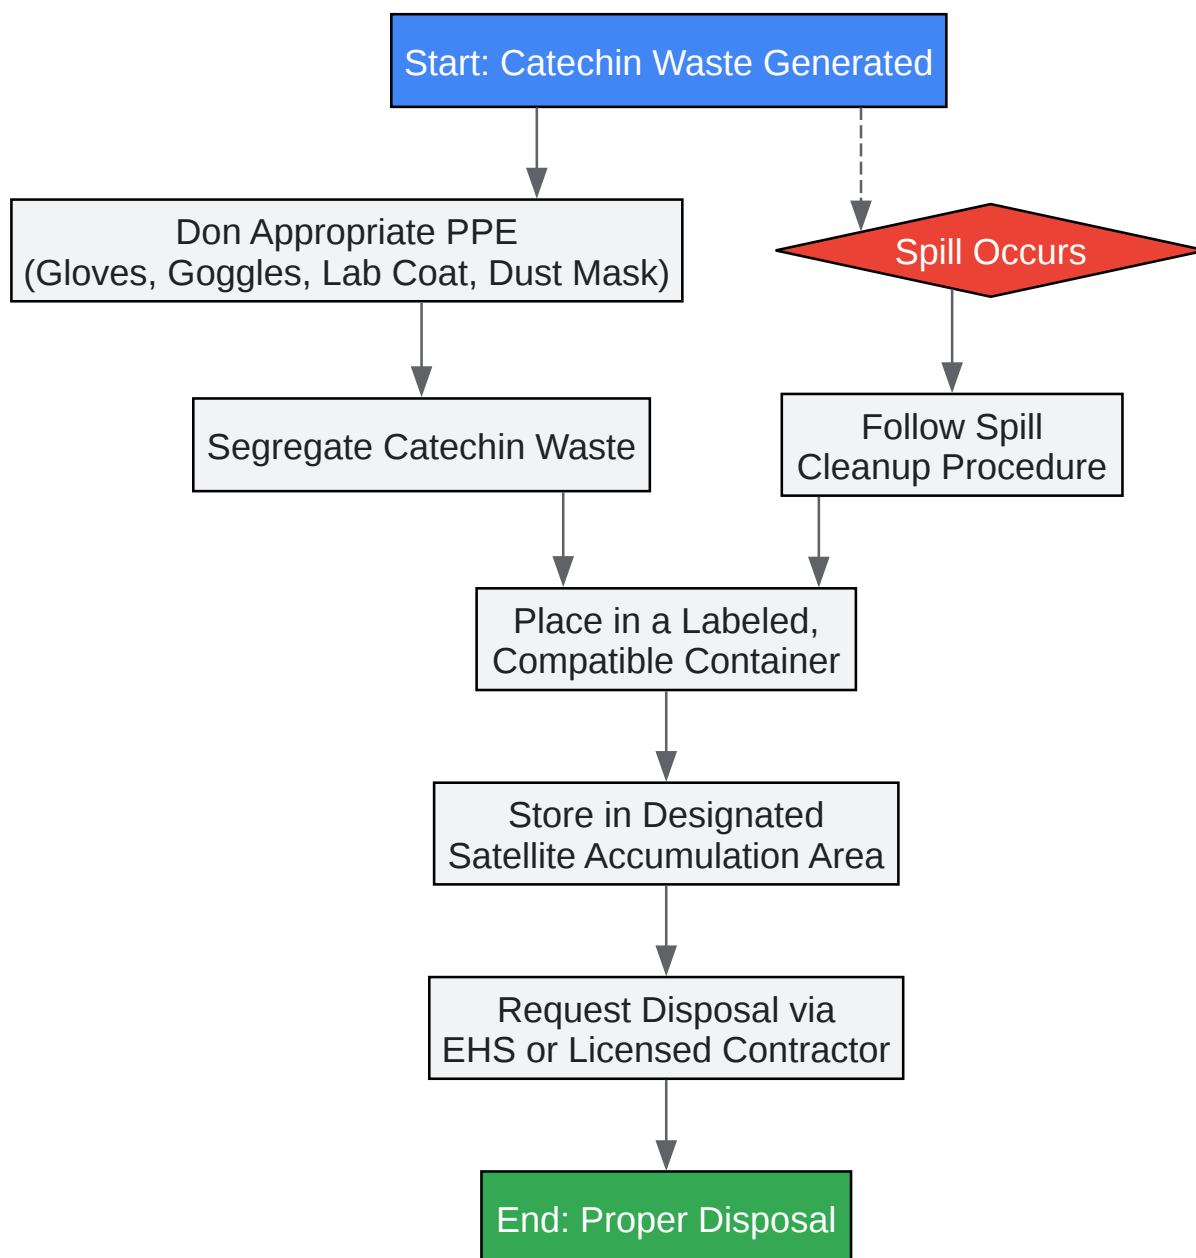 Start: Catechin Waste Generated
Don Appropriate PPE
(Gloves, Goggles, Lab Coat, Dust Mask)
Spill Occurs
Segregate Catechin Waste
Follow Spill
Cleanup Procedure
Place in a Labeled,
Compatible Container
Store in Designated
Satellite Accumulation Area
Request Disposal via
EHS or Licensed Contractor
End: Proper Disposal